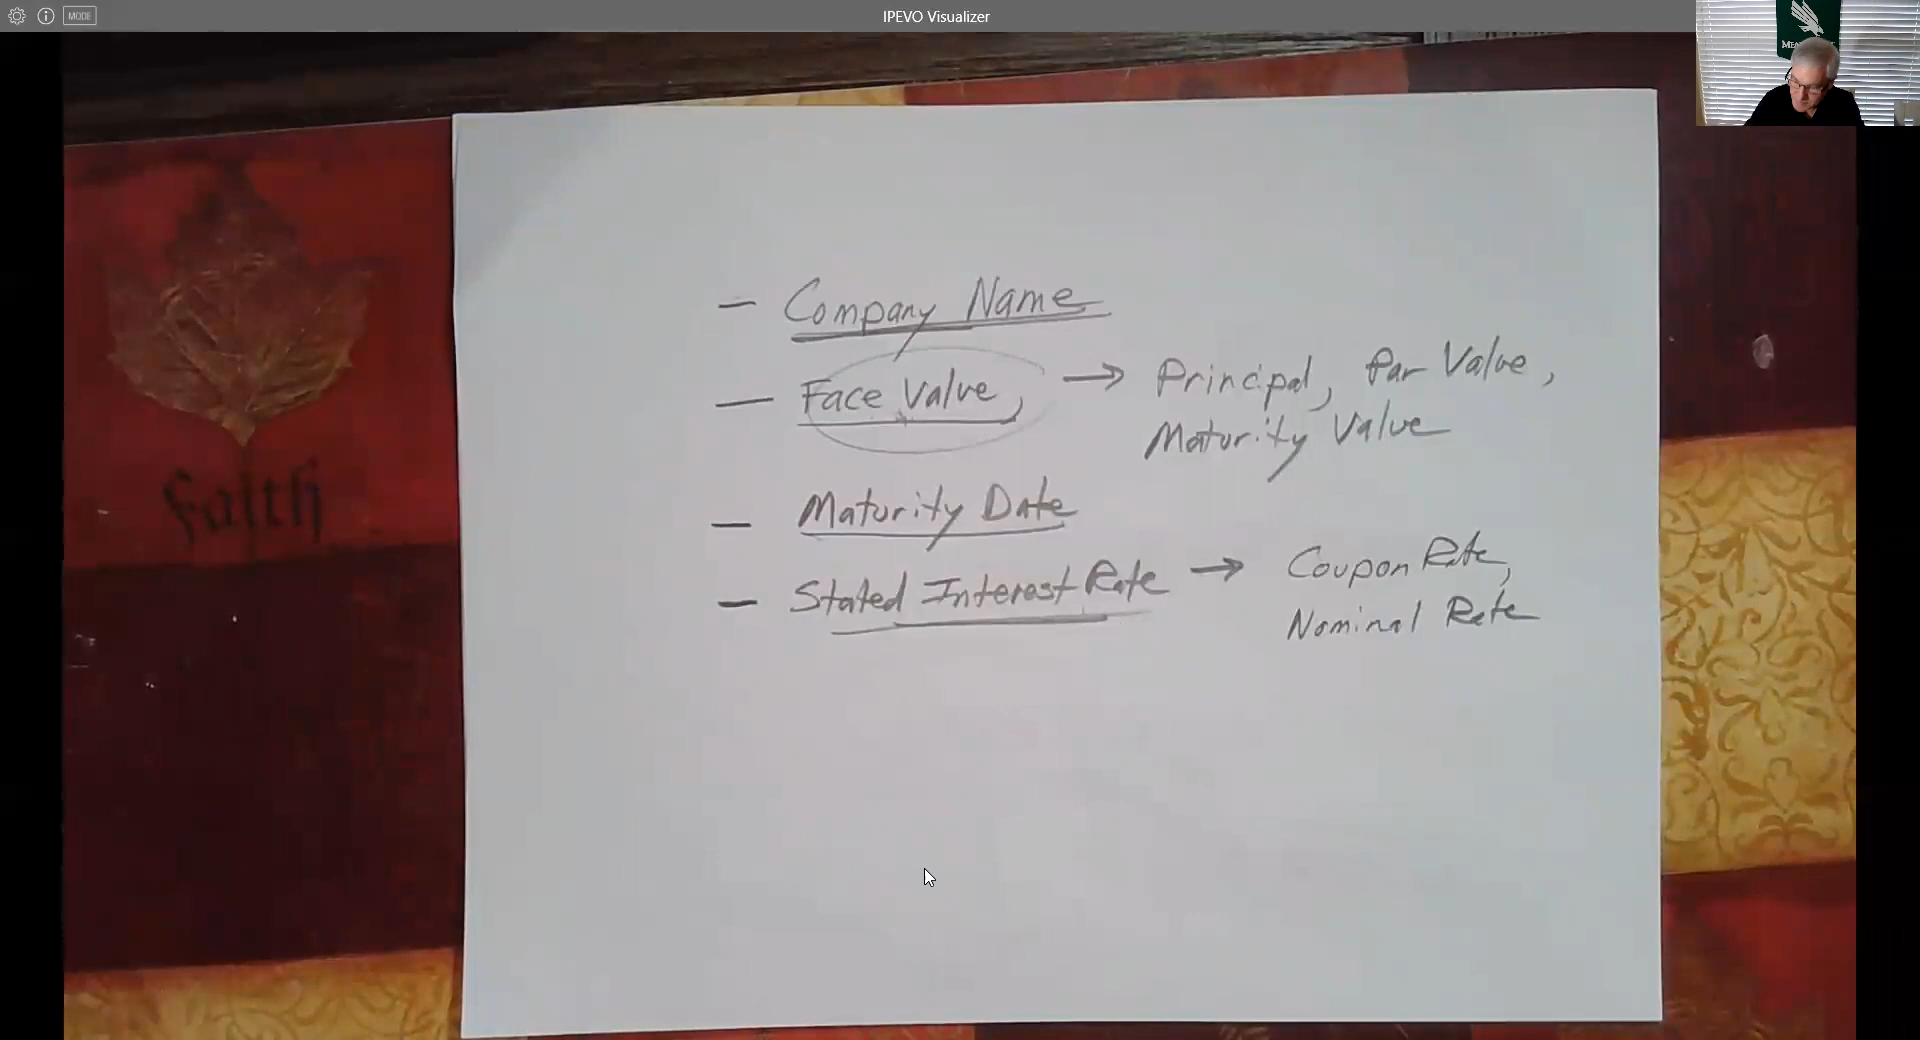 MODE
IPEVO Visualizer
— Company Name
— Face Value, → Principal, Par Value,
Maturity Value
— Maturity Date
— Stated Interest Rate → Coupon Rate,
Nominal Rate
Faith